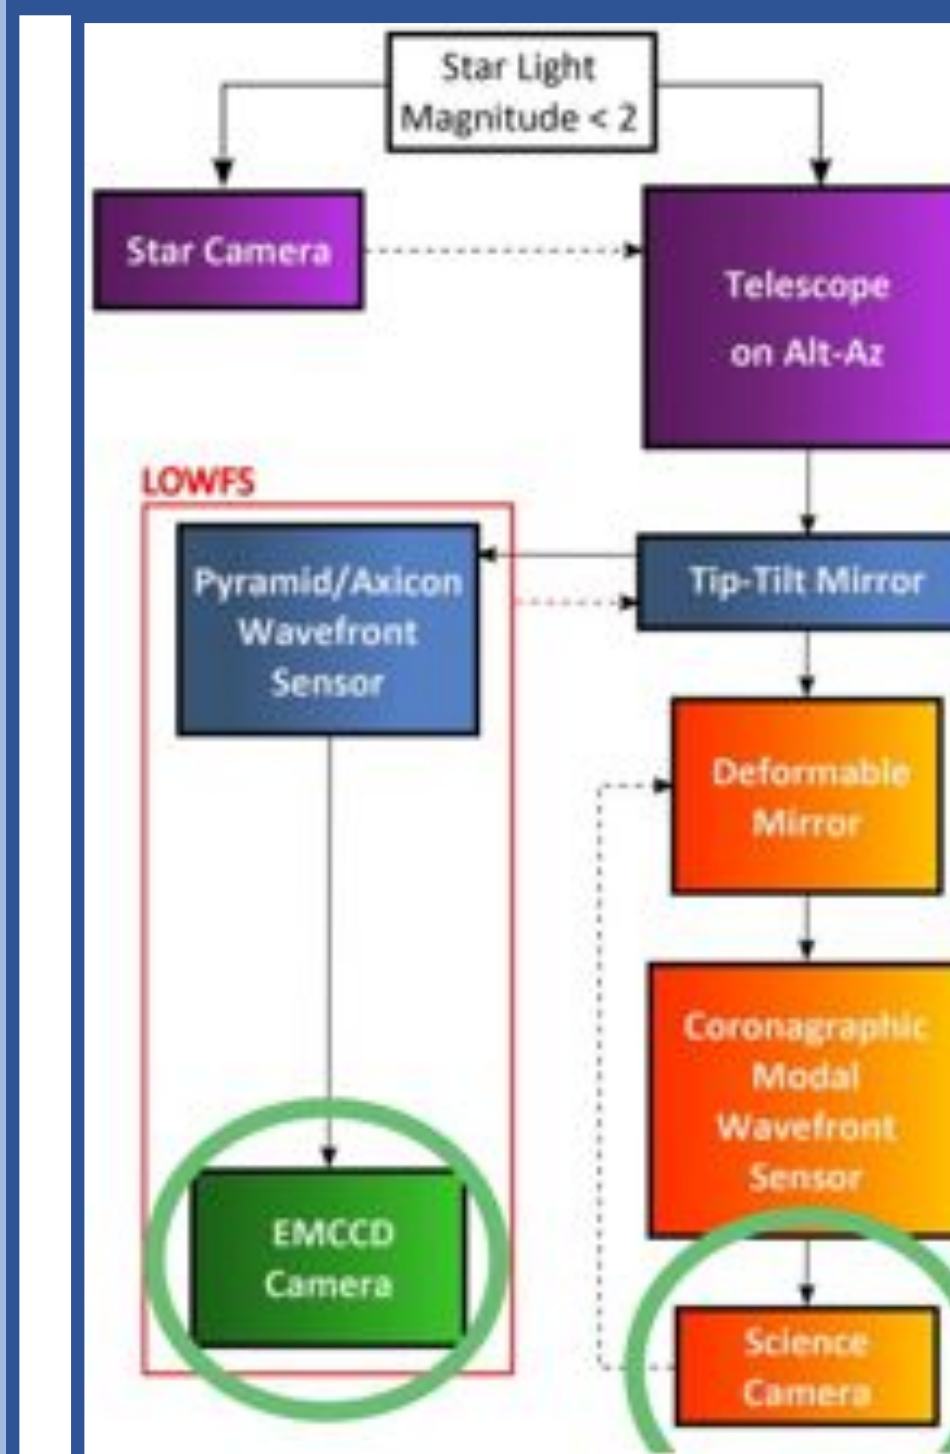 Star Light
Magnitude < 2
Star Camera
Telescope
on Alt-Az
LOWFS
Pyramid/Axicon
Wavefront
Sensor
Tip-Tilt Mirror
Deformable
Mirror
Coronagraphic
Modal
Wavefront
Sensor
EMCCD
Camera
Science
Camera